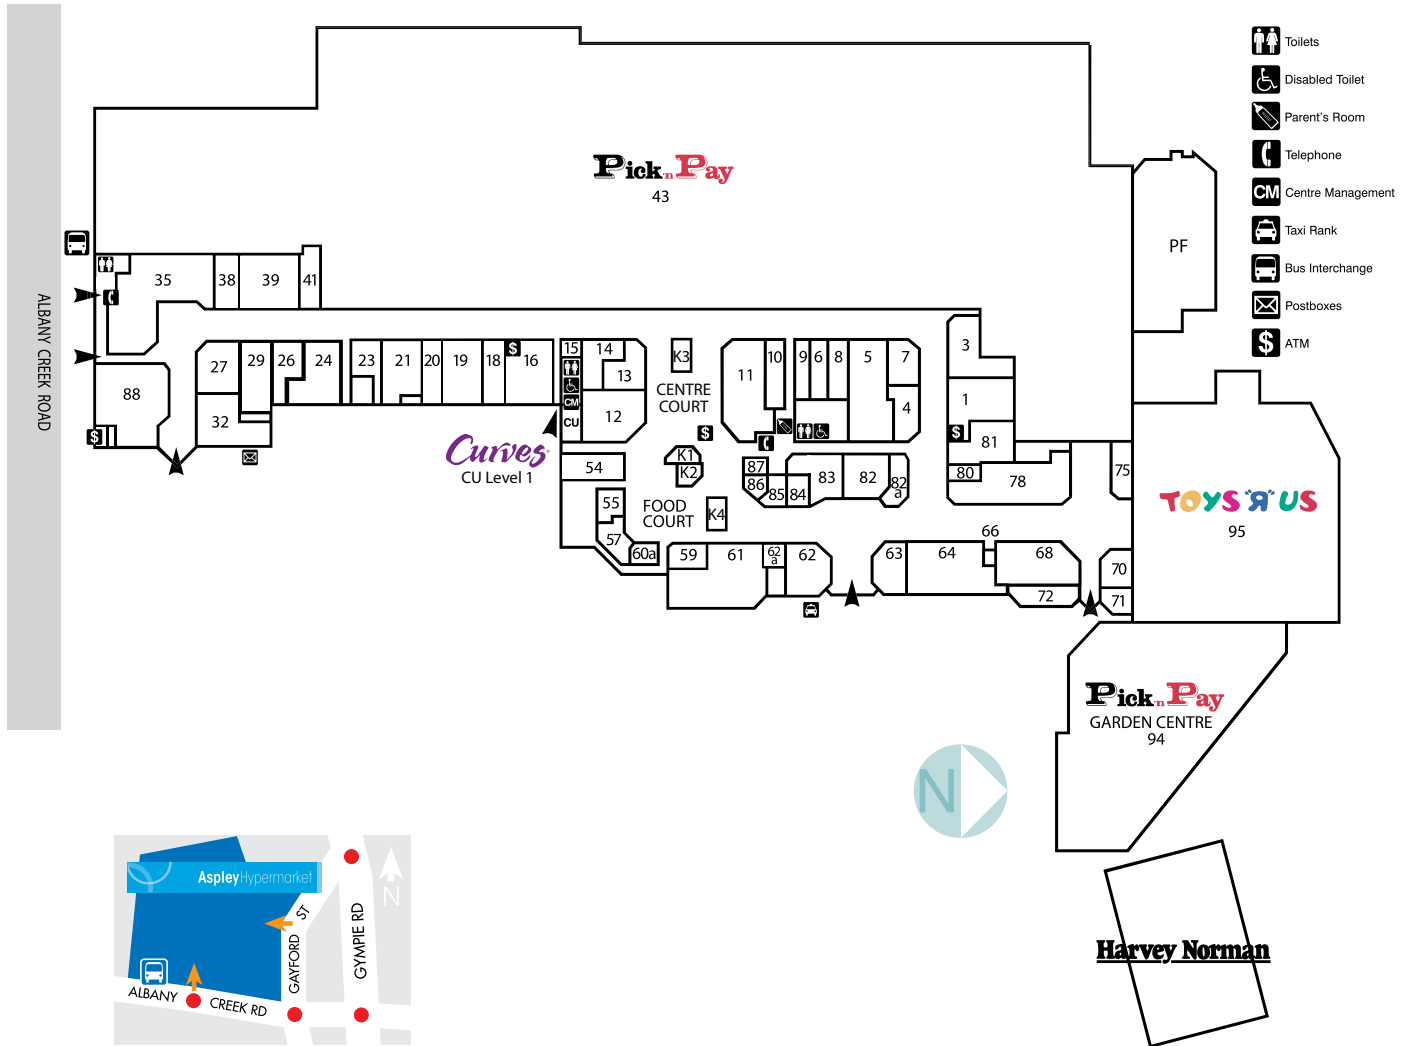 Toilets
Disabled Toilet
Parent's Room
Telephone
CM Centre Management
Taxi Rank
Bus Interchange
Postboxes
$ ATM
Pick 'n Pay
43
PF
ALBANY CREEK ROAD
35
38
39
41
88
$
27
29
26
24
32
23
21
20
19
18
$
16
15
14
13
CM
CU
12
K3
CENTRE
COURT
$
11
10
9
6
8
5
7
4
3
1
$
81
80
78
75
Curves
CU Level 1
54
K1
K2
87
86
85
84
83
82
82
a
55
57
60a
FOOD
COURT
K4
59
61
62
a
62
63
64
66
68
72
70
71
TOYS "R" US
95
Pick 'n Pay
GARDEN CENTRE
94
N
Harvey Norman
AspleyHypermarket
N
ST
GAYFORD
GYMPIE RD
ALBANY
CREEK RD